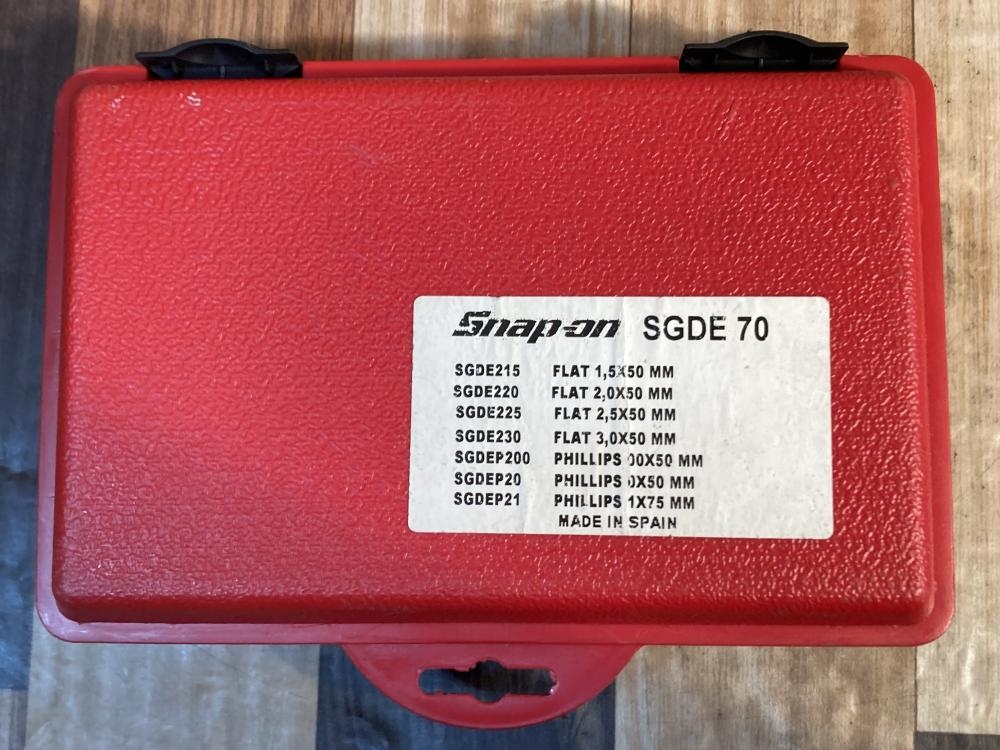 Snap-on SGDE 70
SGDE215 FLAT 1,5X50 MM
SGDE220 FLAT 2,0X50 MM
SGDE225 FLAT 2,5X50 MM
SGDE230 FLAT 3,0X50 MM
SGDEP200 PHILLIPS 00X50 MM
SGDEP20 PHILLIPS 0X50 MM
SGDEP21 PHILLIPS 1X75 MM
MADE IN SPAIN